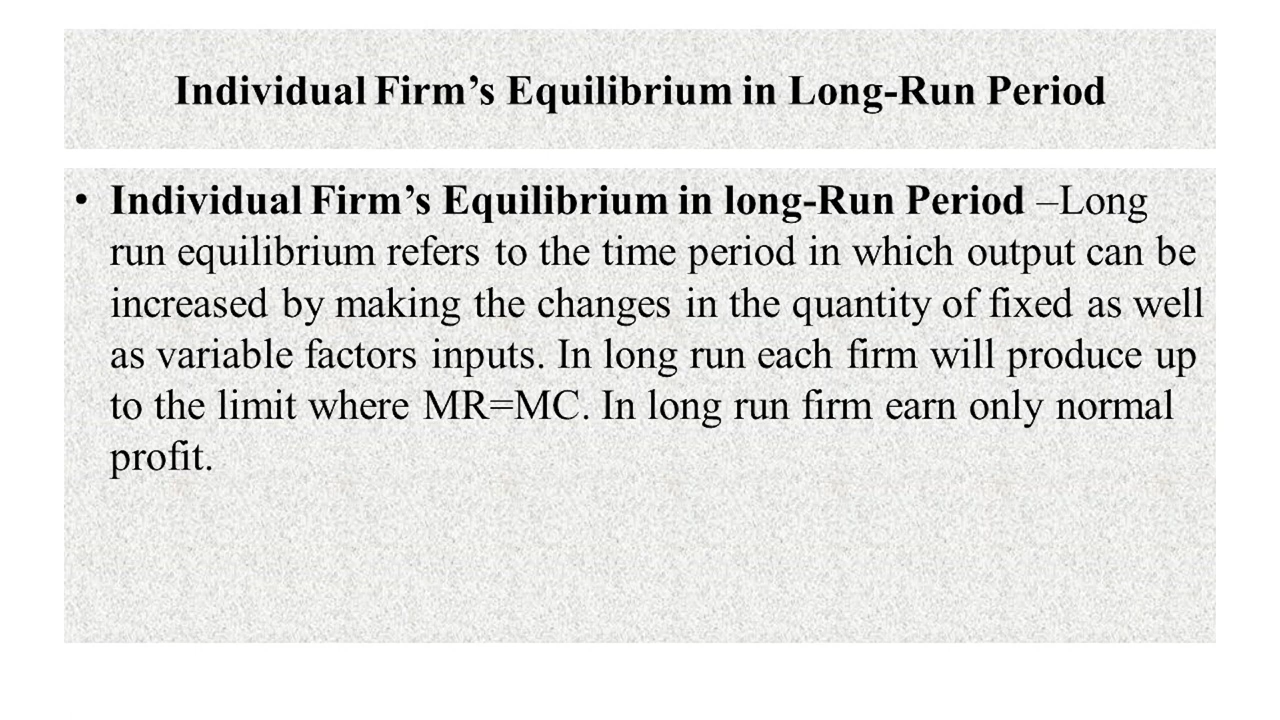 Individual Firm’s Equilibrium in Long-Run Period
• Individual Firm’s Equilibrium in long-Run Period –Long
run equilibrium refers to the time period in which output can be
increased by making the changes in the quantity of fixed as well
as variable factors inputs. In long run each firm will produce up
to the limit where MR=MC. In long run firm earn only normal
profit.